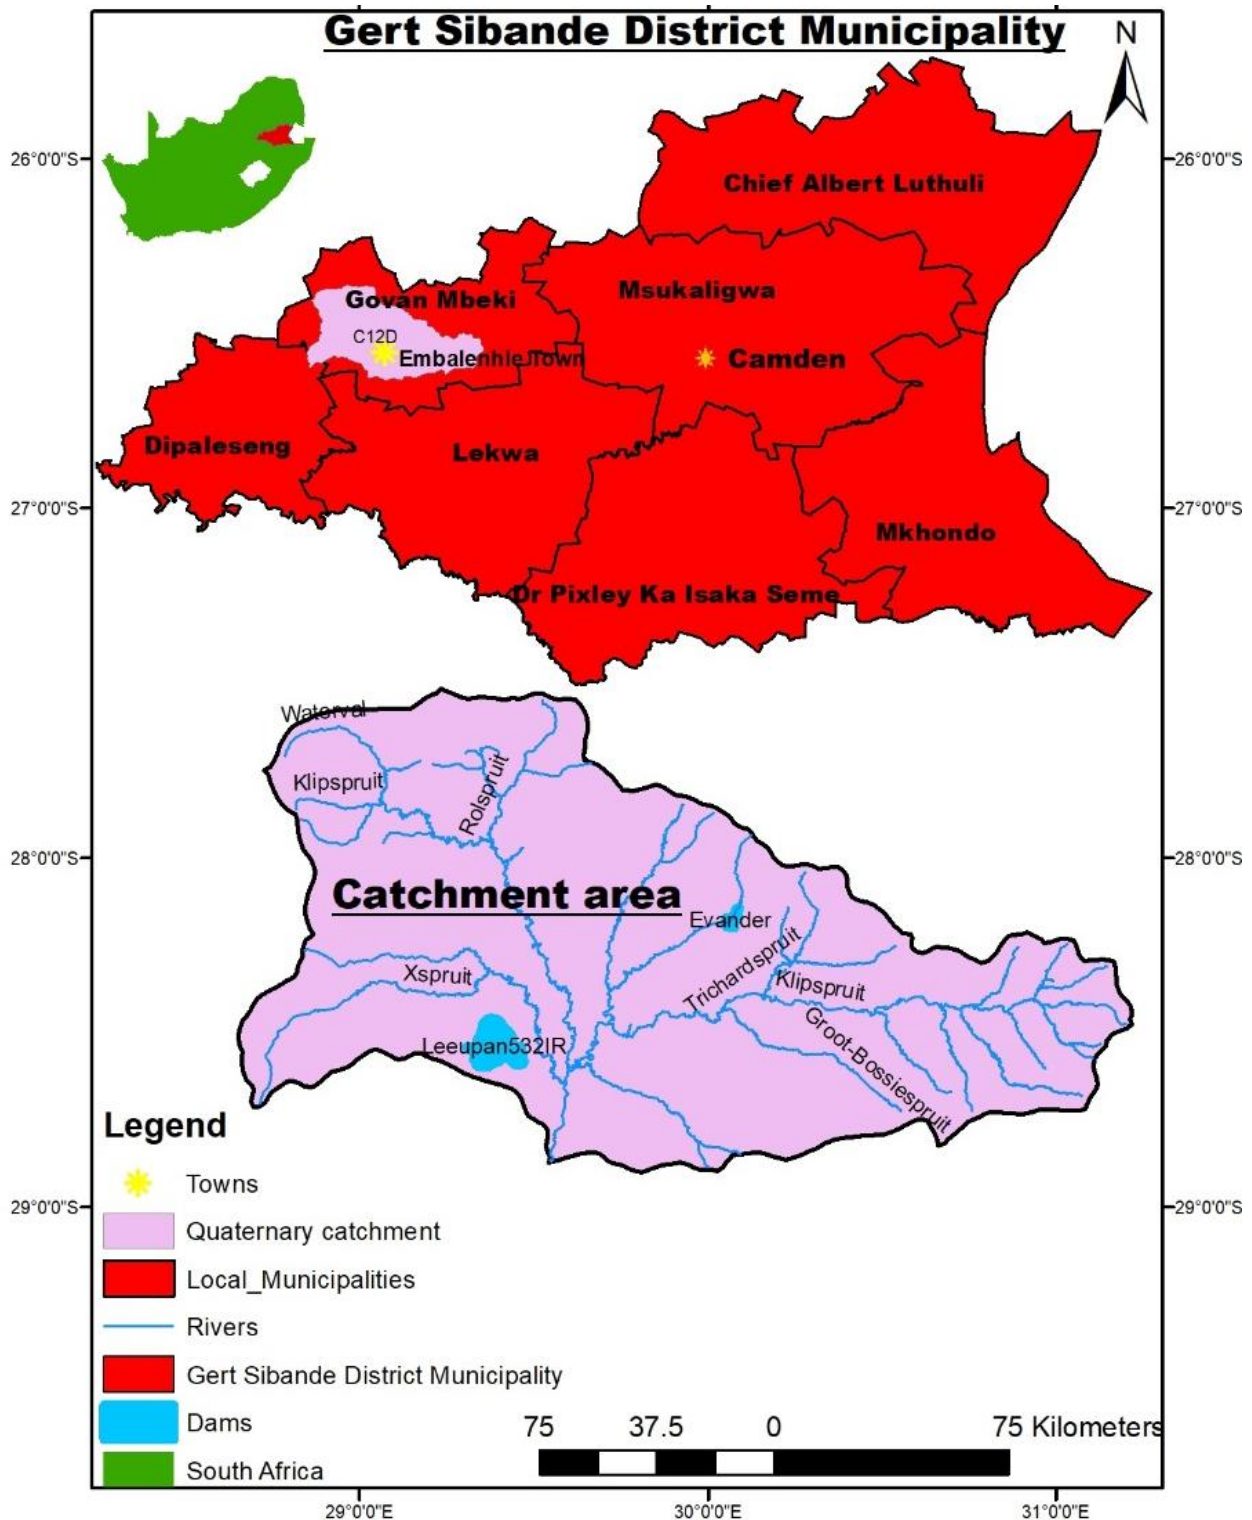 Gert Sibande District Municipality
N
26°0'0"S
26°0'0"S
Chief Albert Luthuli
Msukaligwa
Govan Mbeki
C12D
Embalenhle Town
Camden
Dipaleseng
Lekwa
27°0'0"S
27°0'0"S
Mkhondo
Dr Pixley Ka Isaka Seme
Waterval
Klipspruit
Rolspruit
28°0'0"S
28°0'0"S
Catchment area
Evander
Trichardspruit
Xspruit
Klipspruit
Groot-Bossiespruit
Leeupan532IR
Legend
Towns
29°0'0"S
29°0'0"S
Quaternary catchment
Local_Municipalities
Rivers
Gert Sibande District Municipality
Dams
75 37.5 0 75 Kilometers
South Africa
29°0'0"E 30°0'0"E 31°0'0"E